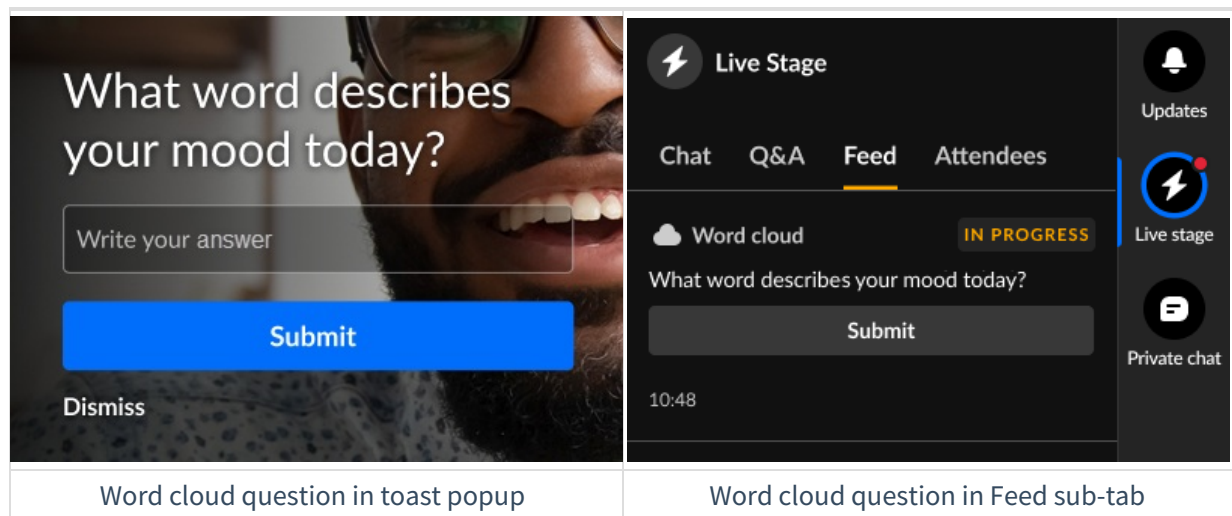 What word describes
your mood today?
Write your answer
Submit
Dismiss
Live Stage
Chat Q&A Feed Attendees
Word cloud IN PROGRESS
What word describes your mood today?
Submit
10:48
Updates
Live stage
Private chat
Word cloud question in toast popup
Word cloud question in Feed sub-tab